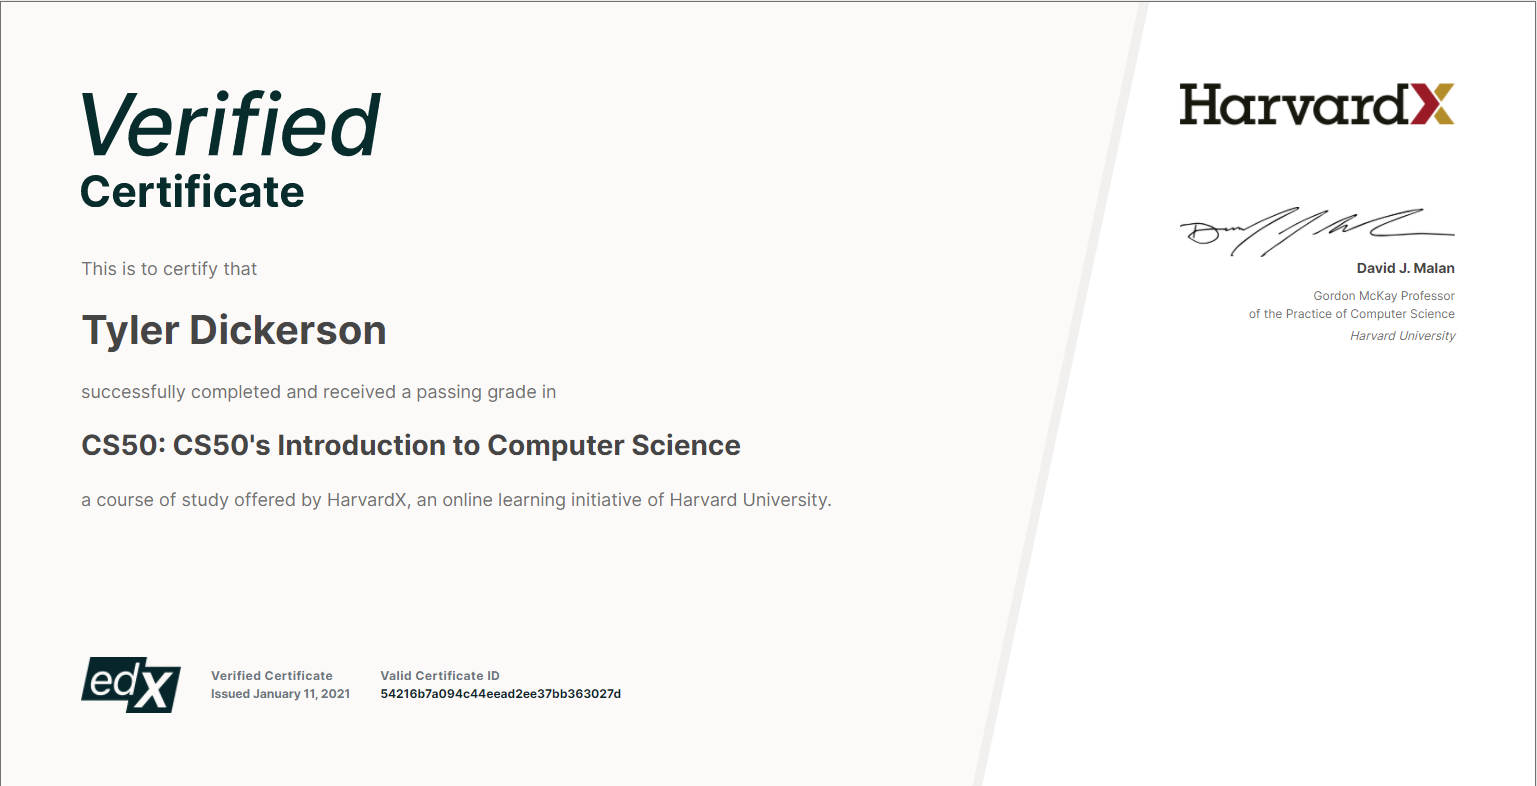 Verified
Certificate
This is to certify that
Tyler Dickerson
successfully completed and received a passing grade in
CS50: CS50's Introduction to Computer Science
a course of study offered by HarvardX, an online learning initiative of Harvard University.
edX
Verified Certificate
Issued January 11, 2021
Valid Certificate ID
54216b7a094c44eead2ee37bb363027d
HarvardX
David J. Malan
Gordon McKay Professor
of the Practice of Computer Science
Harvard University